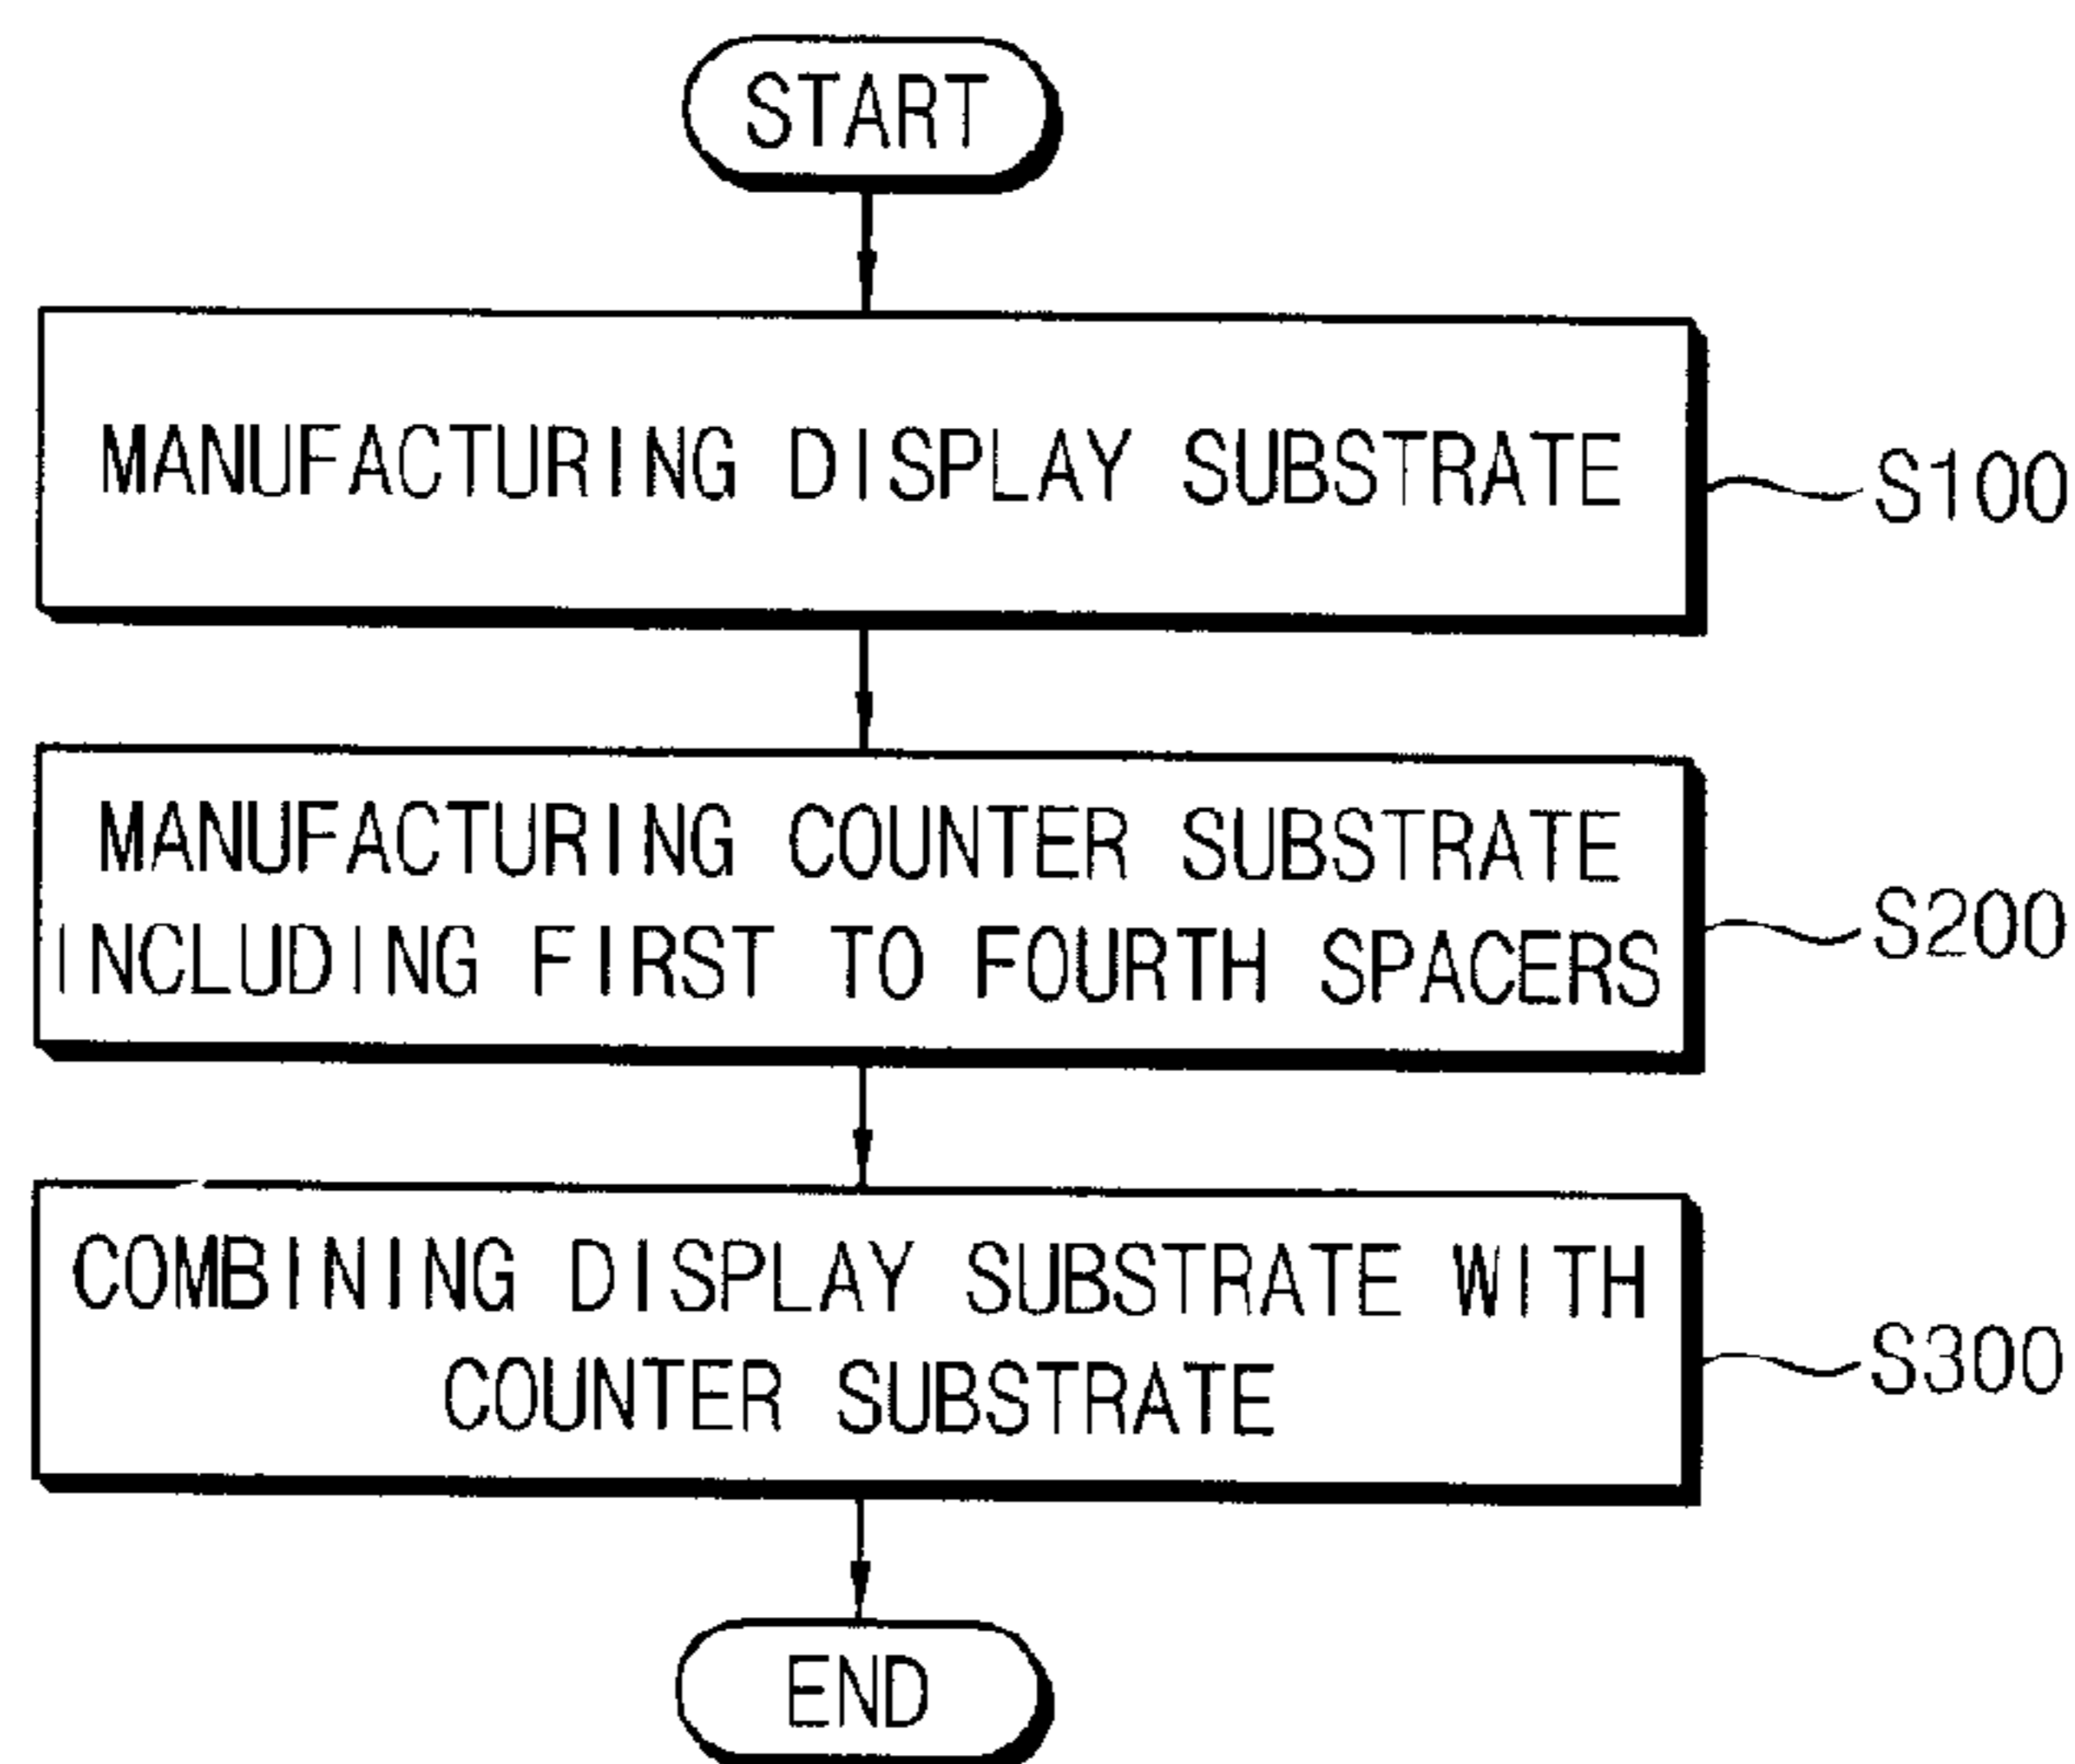 START
MANUFACTURING DISPLAY SUBSTRATE
S100
MANUFACTURING COUNTER SUBSTRATE
INCLUDING FIRST TO FOURTH SPACERS
S200
COMBINING DISPLAY SUBSTRATE WITH
COUNTER SUBSTRATE
S300
END